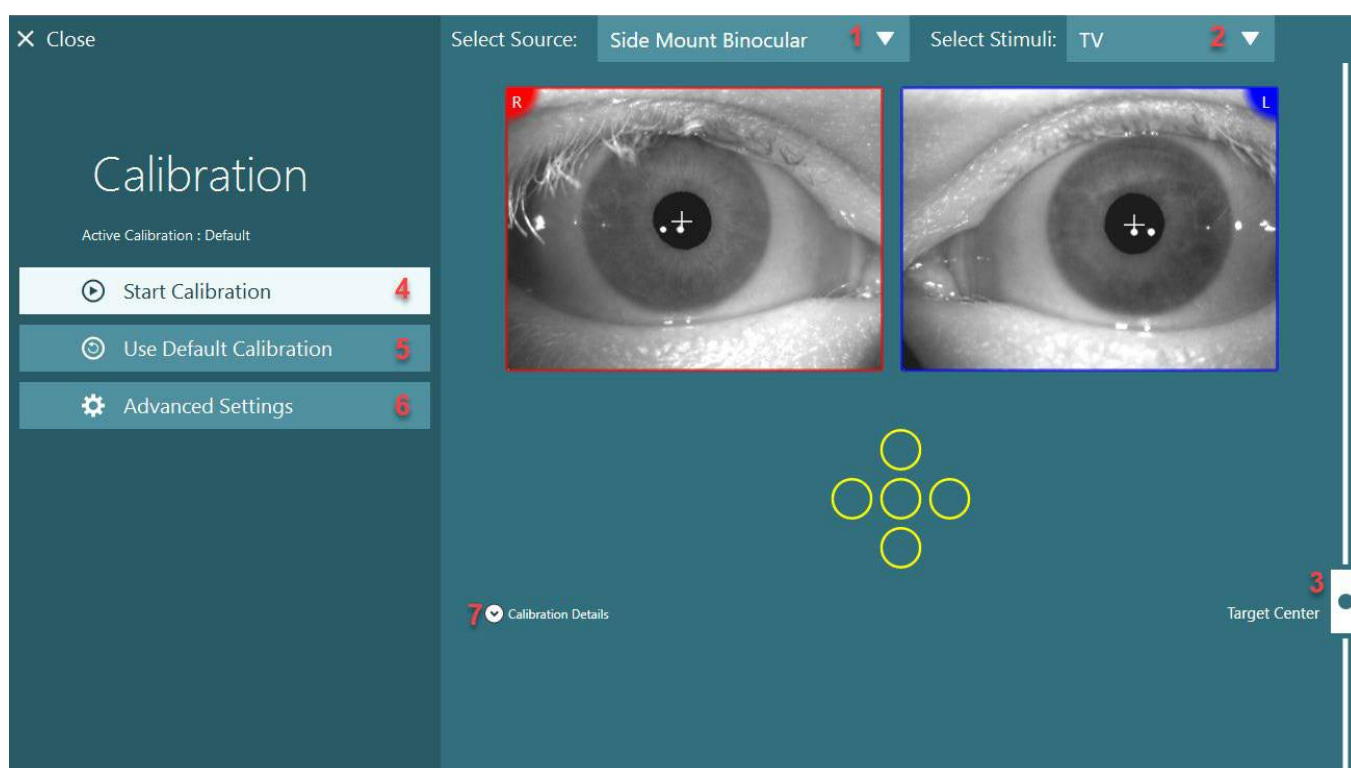 Close
Select Source: Side Mount Binocular 1 Select Stimuli: TV 2
R
L
Calibration
Active Calibration : Default
Start Calibration 4
Use Default Calibration 5
Advanced Settings 6
3
7 Calibration Details
Target Center